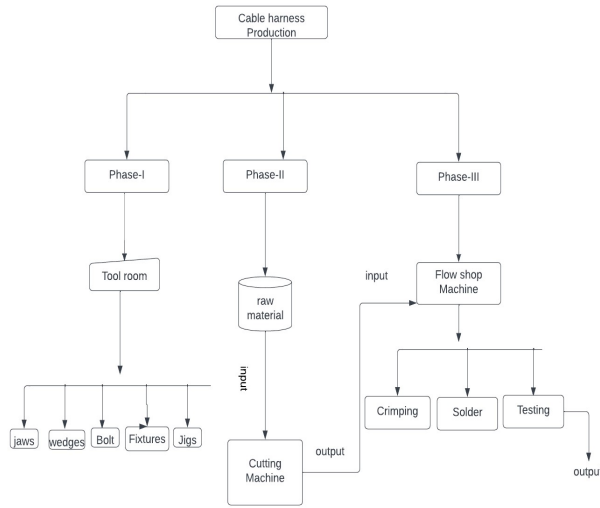 Cable harness
Production
Phase-I
Phase-II
Phase-III
Tool room
raw
material
input
Flow shop
Machine
input
jaws
wedges
Bolt
Fixtures
Jigs
Crimping
Solder
Testing
Cutting
Machine
output
outpu